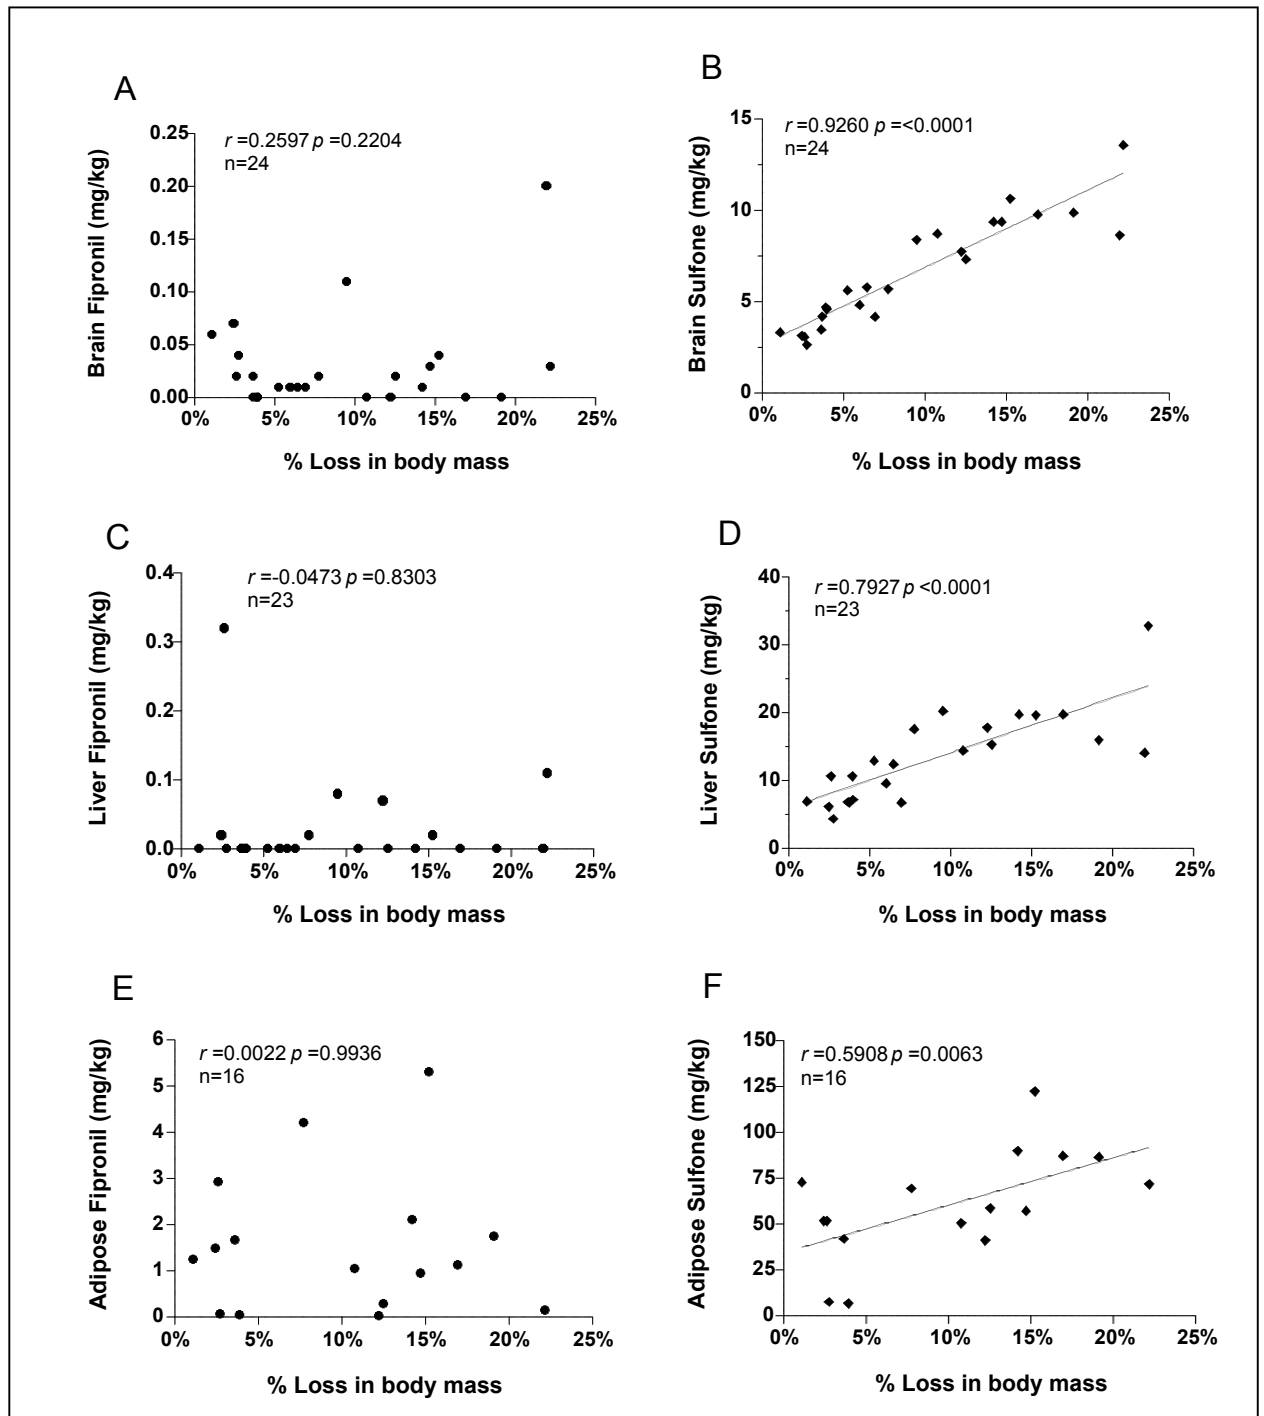 A
r =0.2597 p =0.2204
n=24
Brain Fipronil (mg/kg)
0.25
0.20
0.15
0.10
0.05
0.00
0% 5% 10% 15% 20% 25%
% Loss in body mass
B
r =0.9260 p =<0.0001
n=24
Brain Sulfone (mg/kg)
15
10
5
0
0% 5% 10% 15% 20% 25%
% Loss in body mass
C
r =-0.0473 p =0.8303
n=23
Liver Fipronil (mg/kg)
0.4
0.3
0.2
0.1
0.0
0% 5% 10% 15% 20% 25%
% Loss in body mass
D
r =0.7927 p <0.0001
n=23
Liver Sulfone (mg/kg)
40
30
20
10
0
0% 5% 10% 15% 20% 25%
% Loss in body mass
E
r =0.0022 p =0.9936
n=16
Adipose Fipronil (mg/kg)
6
5
4
3
2
1
0
0% 5% 10% 15% 20% 25%
% Loss in body mass
F
r =0.5908 p =0.0063
n=16
Adipose Sulfone (mg/kg)
150
125
100
75
50
25
0
0% 5% 10% 15% 20% 25%
% Loss in body mass